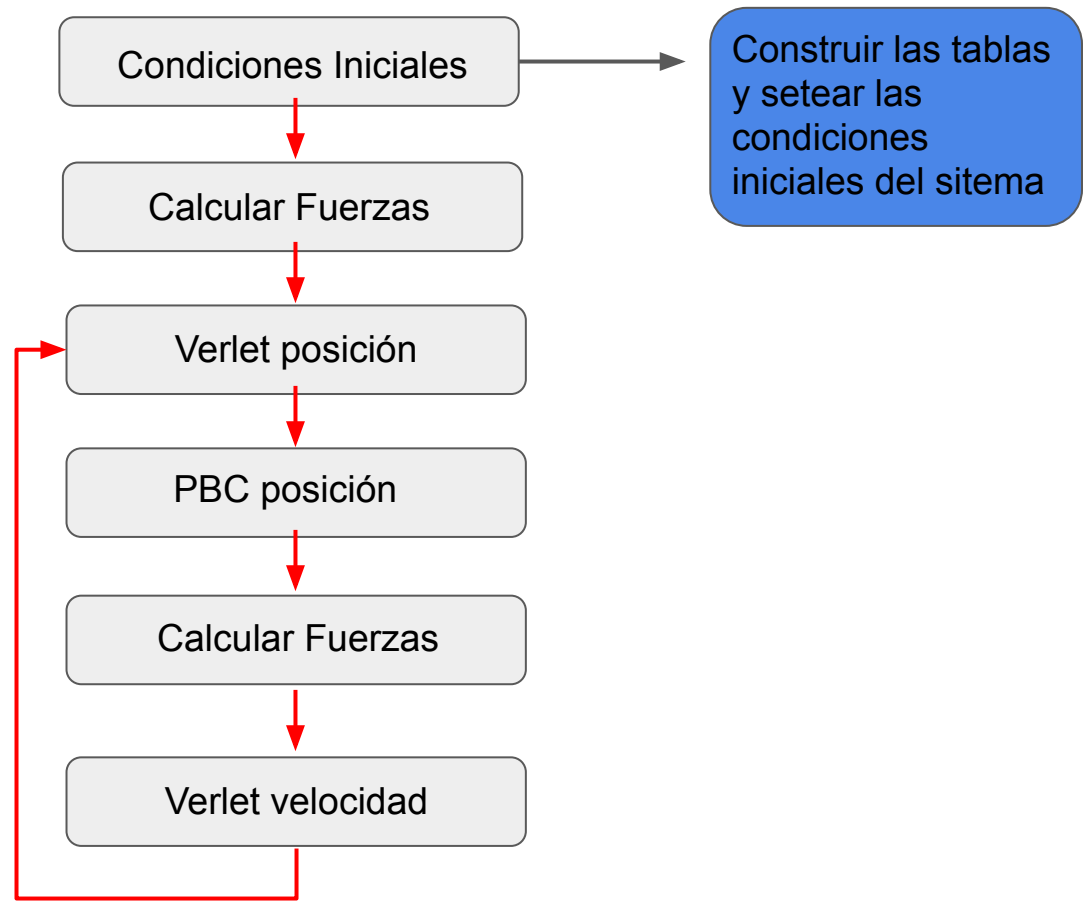 Condiciones Iniciales
Construir las tablas
y setear las
condiciones
iniciales del sitema
Calcular Fuerzas
Verlet posición
PBC posición
Calcular Fuerzas
Verlet velocidad